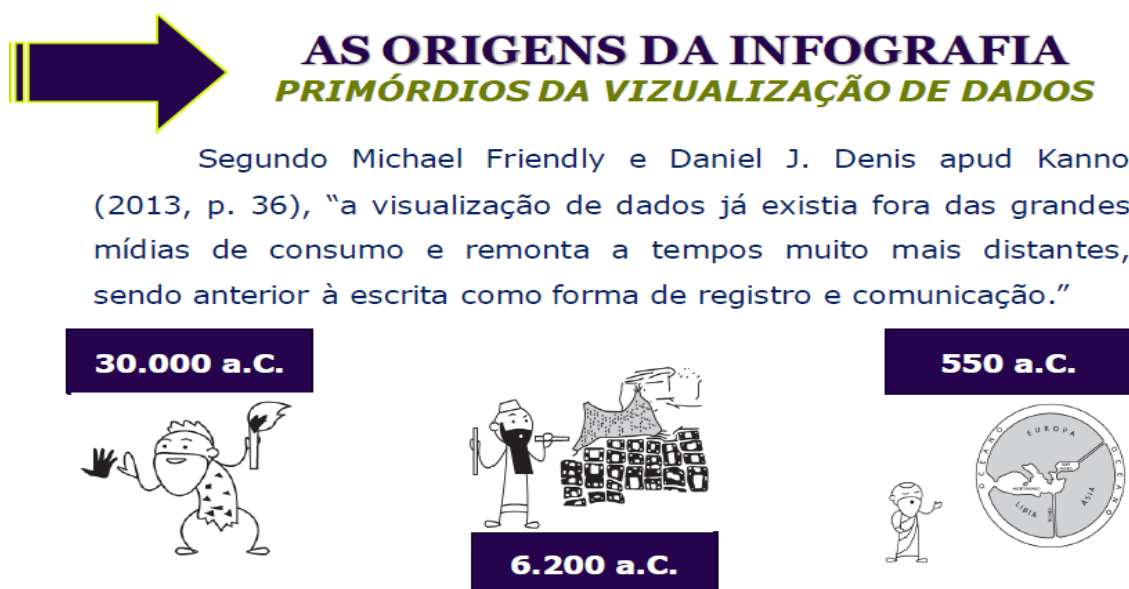 AS ORIGENS DA INFOGRAFIA
PRIMÓRDIOS DA VIZUALIZAÇÃO DE DADOS
Segundo Michael Friendly e Daniel J. Denis apud Kanno
(2013, p. 36), “a visualização de dados já existia fora das grandes
mídias de consumo e remonta a tempos muito mais distantes,
sendo anterior à escrita como forma de registro e comunicação.”
30.000 a.C.
6.200 a.C.
550 a.C.
OCEANO
EUROPA
OCEANO
ÁSIA
LIBIA